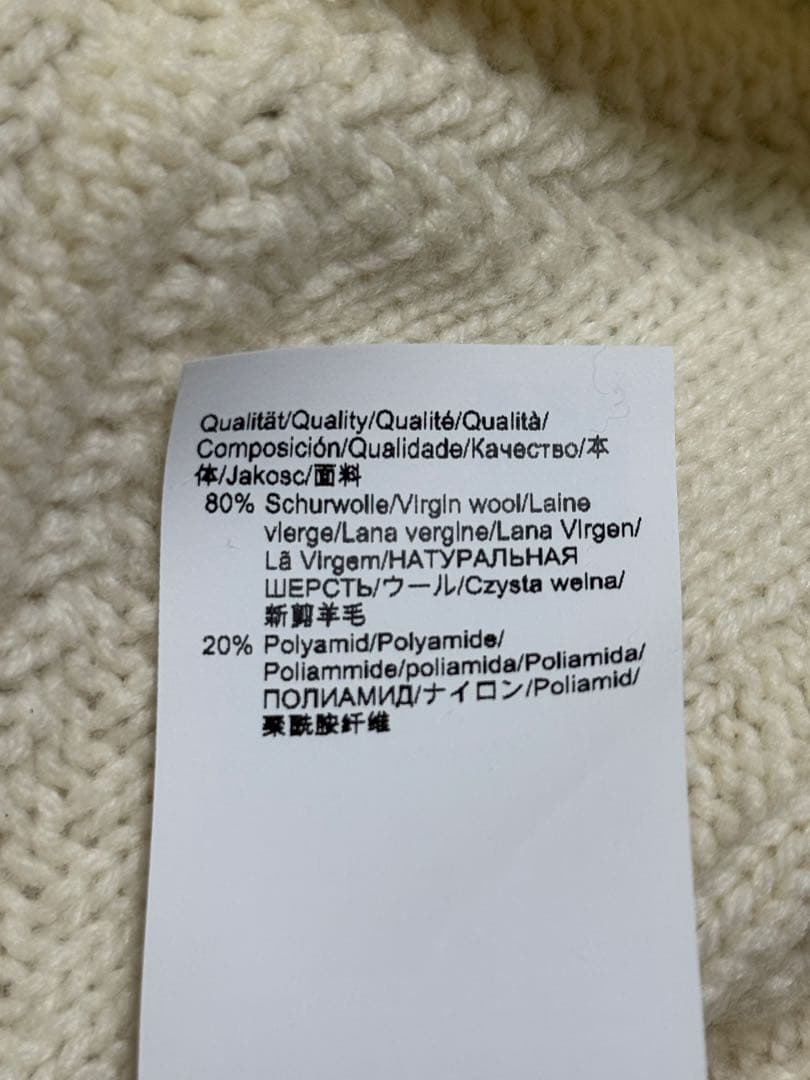 Qualität/Quality/Qualité/Qualità/
Composición/Qualidade/Качество/本
体/Jakosc/面料
80% Schurwolle/Virgin wool/Laine
vierge/Lana vergine/Lana Virgen/
Lã Virgem/НАТУРАЛЬНАЯ
ШЕРСТЬ/ウール/Czysta welna/
新剪羊毛
20% Polyamid/Polyamide/
Poliammide/poliamida/Poliamida/
ПОЛИАМИД/ナイロン/Poliamid/
聚酰胺纤维